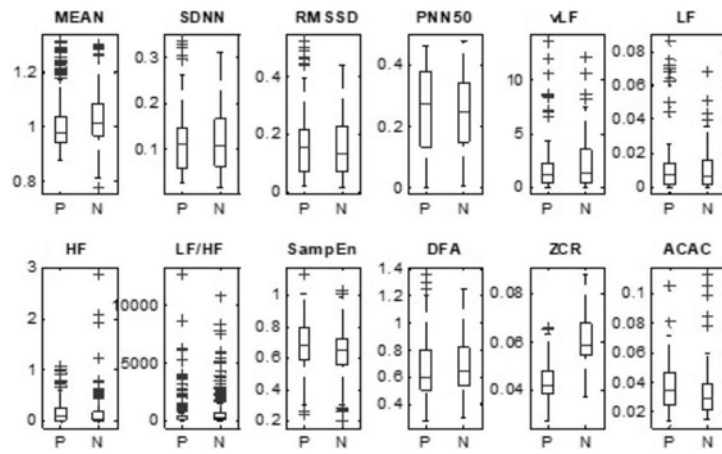 MEAN SDNN RMSSD PNN50 vLF LF
1.2 1 0.8
0.3 0.2 0.1
0.4 0.2 0
0.4 0.2 0
10 5 0
0.08 0.06 0.04 0.02 0
P N P N P N P N P N P N
HF LF/HF SampEn DFA ZCR ACAC
3 2 1 0
10000 5000 0
1 0.8 0.6 0.4 0.2
1.4 1.2 1 0.8 0.6 0.4
0.08 0.06 0.04
0.1 0.08 0.06 0.04 0.02
P N P N P N P N P N P N